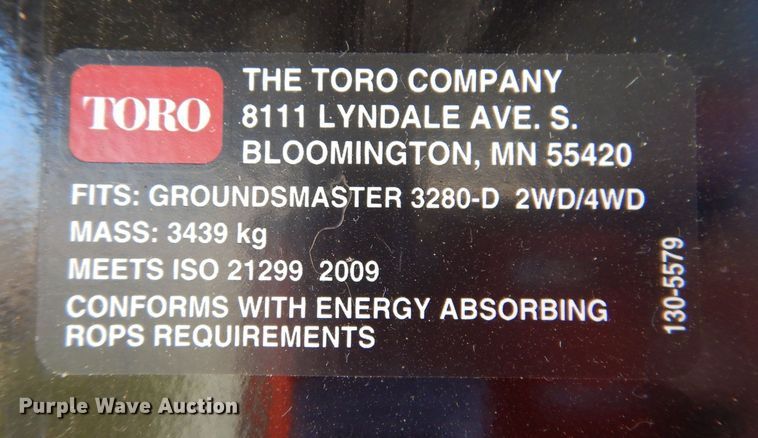 TORO
THE TORO COMPANY
8111 LYNDALE AVE. S.
BLOOMINGTON, MN 55420
FITS: GROUNDSMASTER 3280-D 2WD/4WD
MASS: 3439 kg
MEETS ISO 21299 2009
CONFORMS WITH ENERGY ABSORBING
ROPS REQUIREMENTS
130-5579
Purple Wave Auction